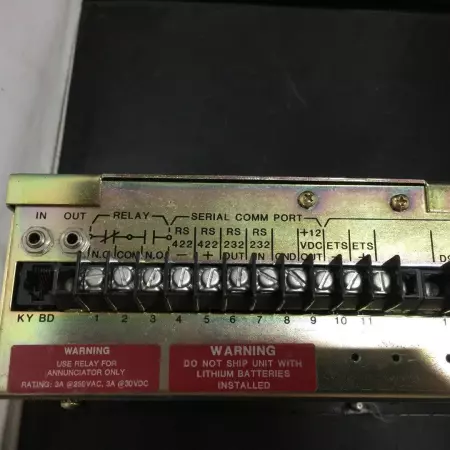 IN OUT RELAY SERIAL COMM PORT
RS RS RS RS +12
422 422 232 232 VDC ETS ETS
N.C COM N.O − + OUT IN GND OUT − +
KY BD 1 2 3 4 5 6 7 8 9 10 11
WARNING
USE RELAY FOR
ANNUNCIATOR ONLY
RATING: 3A @250VAC, 3A @30VDC
WARNING
DO NOT SHIP UNIT WITH
LITHIUM BATTERIES
INSTALLED